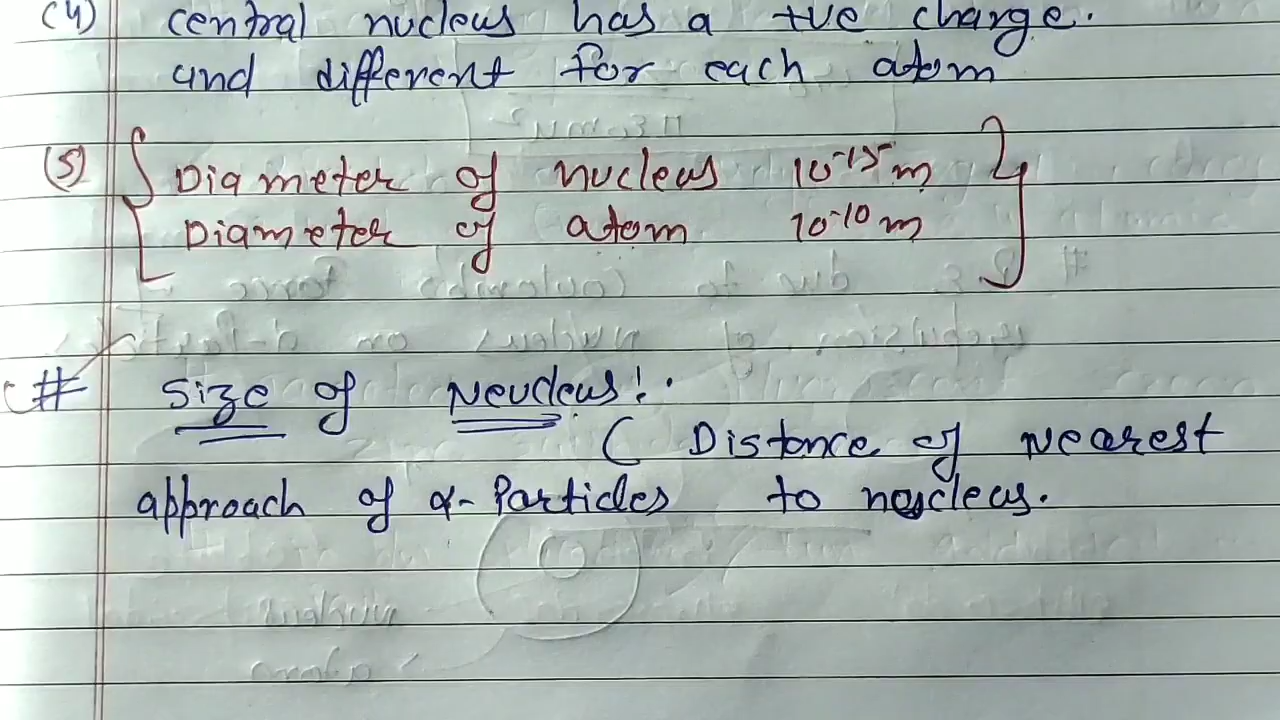 (4) central nucleus has a +ve charge.
and different for each atom
(5) { Diameter of nucleus 10-15 m }
Diameter of atom 10-10 m
# Size of Neucleus:.
( Distance of Nearest
approach of α- Particles to nucleus.